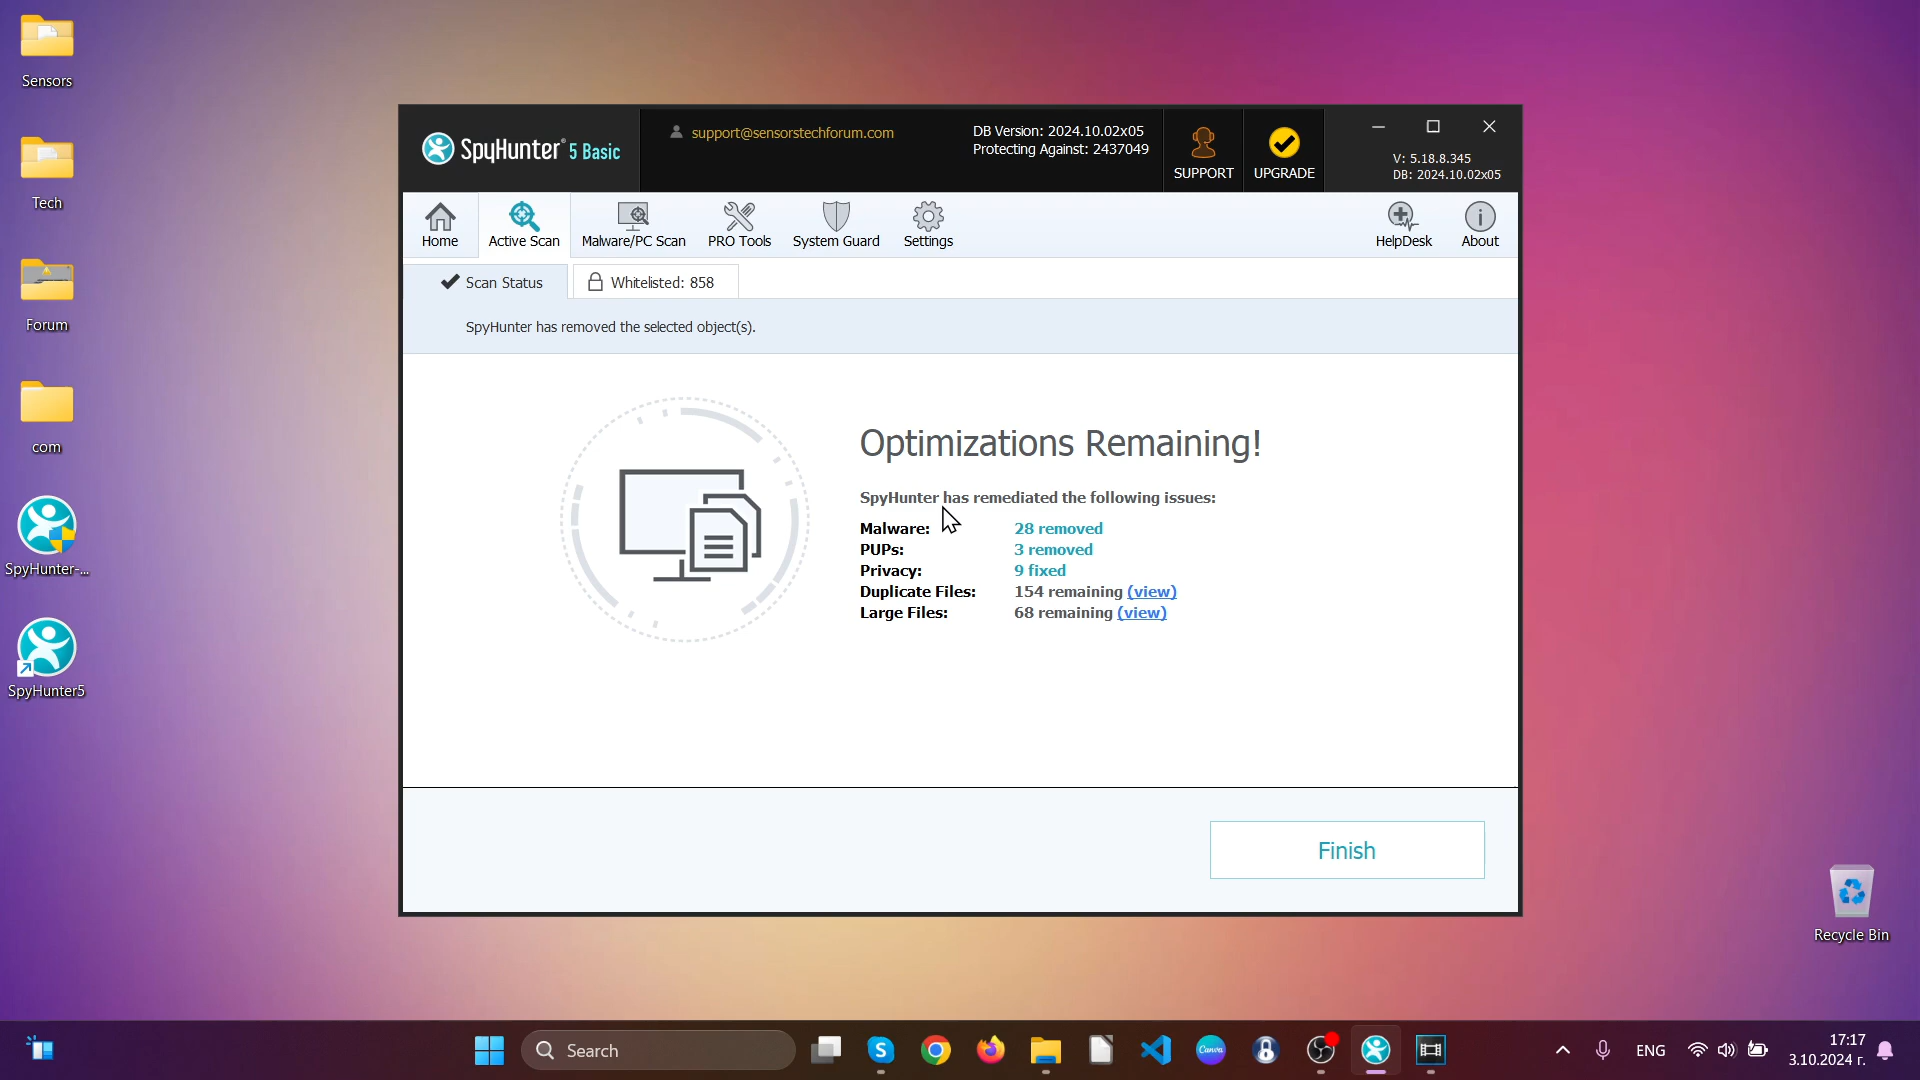 Sensors
Tech
Forum
com
SpyHunter-...
SpyHunter5
SpyHunter® 5 Basic
support@sensorstechforum.com
DB Version: 2024.10.02x05
Protecting Against: 2437049
SUPPORT
UPGRADE
V: 5.18.8.345
DB: 2024.10.02x05
Home
Active Scan
Malware/PC Scan
PRO Tools
System Guard
Settings
HelpDesk
About
Scan Status
Whitelisted: 858
SpyHunter has removed the selected object(s).
Optimizations Remaining!
SpyHunter has remediated the following issues:
Malware: 28 removed
PUPs: 3 removed
Privacy: 9 fixed
Duplicate Files: 154 remaining (view)
Large Files: 68 remaining (view)
Finish
Recycle Bin
Search
Canva
ENG
17:17
3.10.2024 г.